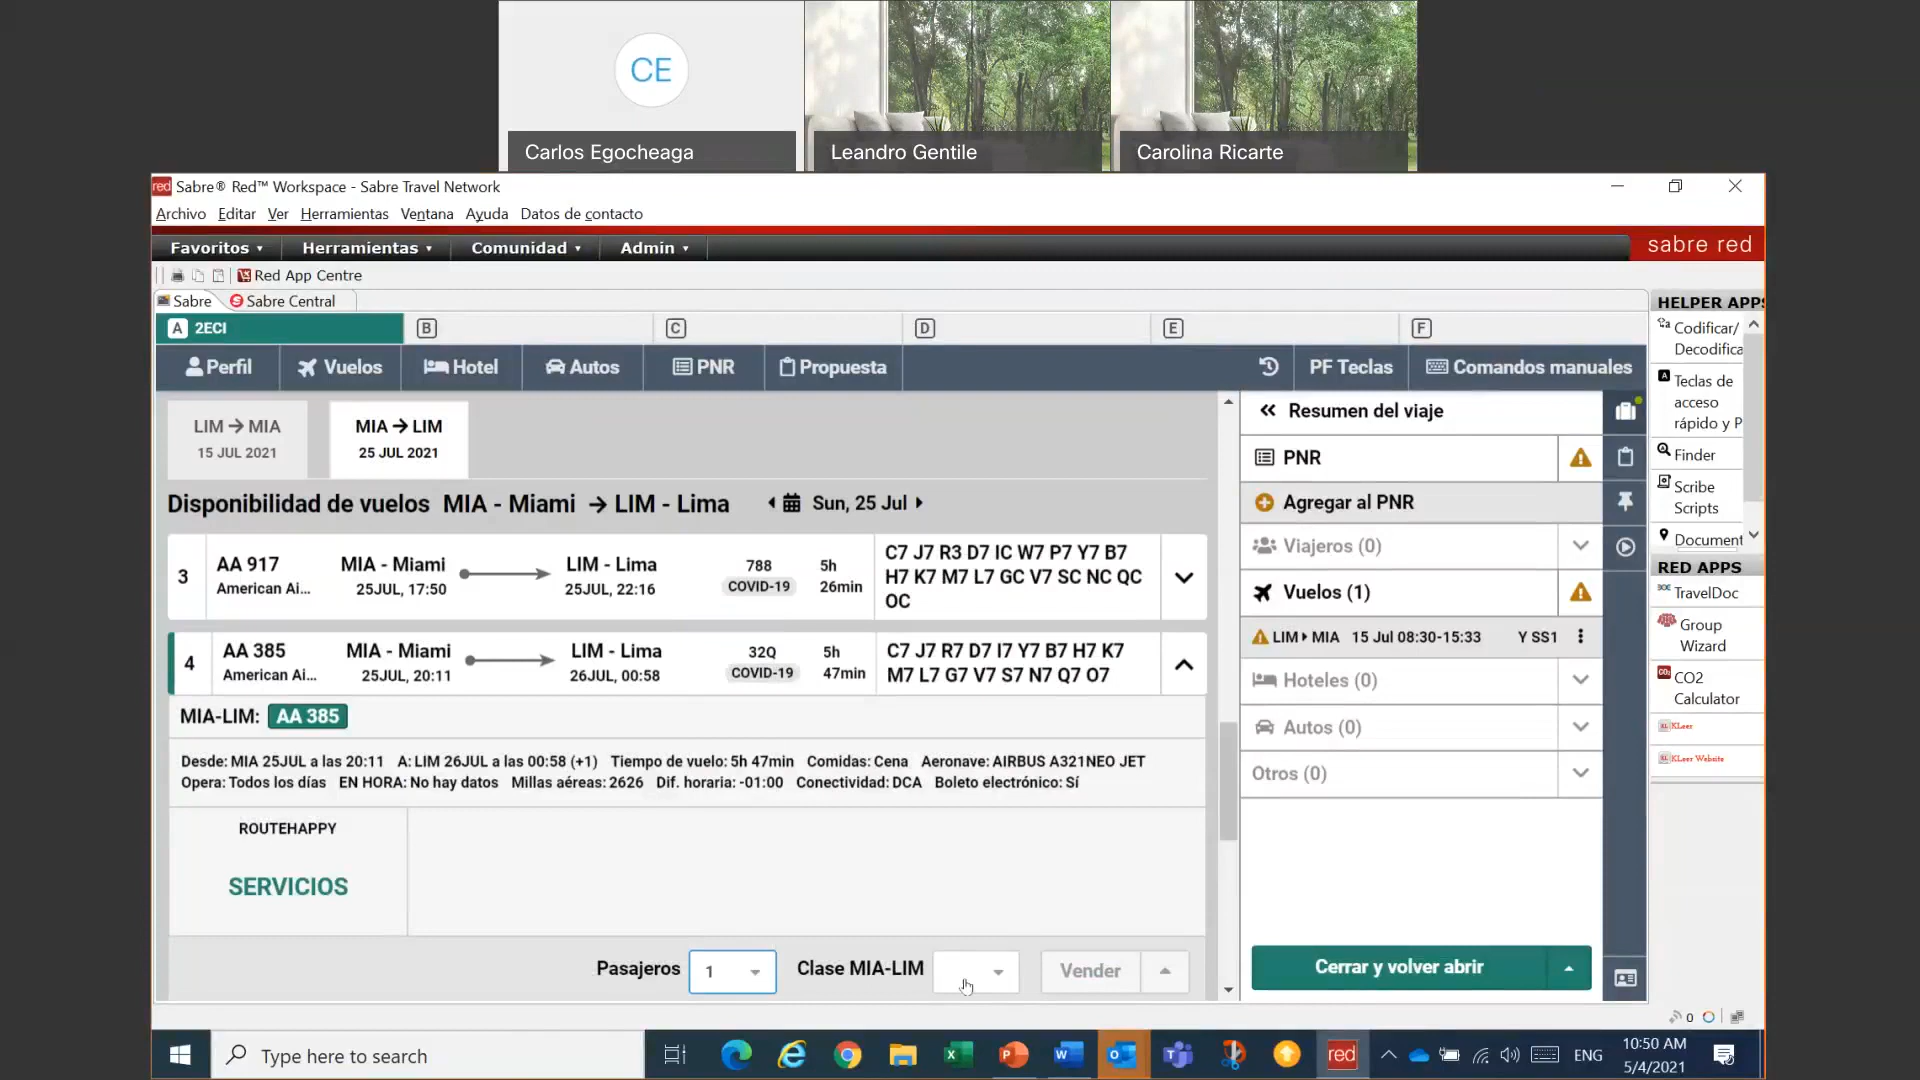 CE
Carlos Egocheaga
Leandro Gentile
Carolina Ricarte
red Sabre® Red™ Workspace - Sabre Travel Network
Archivo Editar Ver Herramientas Ventana Ayuda Datos de contacto
Favoritos Herramientas Comunidad Admin
sabre red
Red App Centre
Sabre Sabre Central
A 2ECI B C D E F
Perfil Vuelos Hotel Autos PNR Propuesta PF Teclas Comandos manuales
LIM → MIA
15 JUL 2021
MIA → LIM
25 JUL 2021
Disponibilidad de vuelos MIA - Miami → LIM - Lima Sun, 25 Jul
3
AA 917
American Ai...
MIA - Miami
25JUL, 17:50
LIM - Lima
25JUL, 22:16
788
COVID-19
5h
26min
C7 J7 R3 D7 IC W7 P7 Y7 B7
H7 K7 M7 L7 GC V7 SC NC QC
OC
4
AA 385
American Ai...
MIA - Miami
25JUL, 20:11
LIM - Lima
26JUL, 00:58
32Q
COVID-19
5h
47min
C7 J7 R7 D7 I7 Y7 B7 H7 K7
M7 L7 G7 V7 S7 N7 Q7 O7
MIA-LIM: AA 385
Desde: MIA 25JUL a las 20:11 A: LIM 26JUL a las 00:58 (+1) Tiempo de vuelo: 5h 47min Comidas: Cena Aeronave: AIRBUS A321NEO JET
Opera: Todos los días EN HORA: No hay datos Millas aéreas: 2626 Dif. horaria: -01:00 Conectividad: DCA Boleto electrónico: Sí
ROUTEHAPPY
SERVICIOS
Pasajeros 1 Clase MIA-LIM Vender
Resumen del viaje
PNR
Agregar al PNR
Viajeros (0)
Vuelos (1)
LIM ▸ MIA 15 Jul 08:30-15:33 Y SS1
Hoteles (0)
Autos (0)
Otros (0)
Cerrar y volver abrir
HELPER APPS
Codificar/
Decodifica
Teclas de
acceso
rápido y P
Finder
Scribe
Scripts
Document
RED APPS
TravelDoc
Group
Wizard
CO2
Calculator
KLeer
KLeer Website
0
Type here to search
red
ENG
10:50 AM
5/4/2021